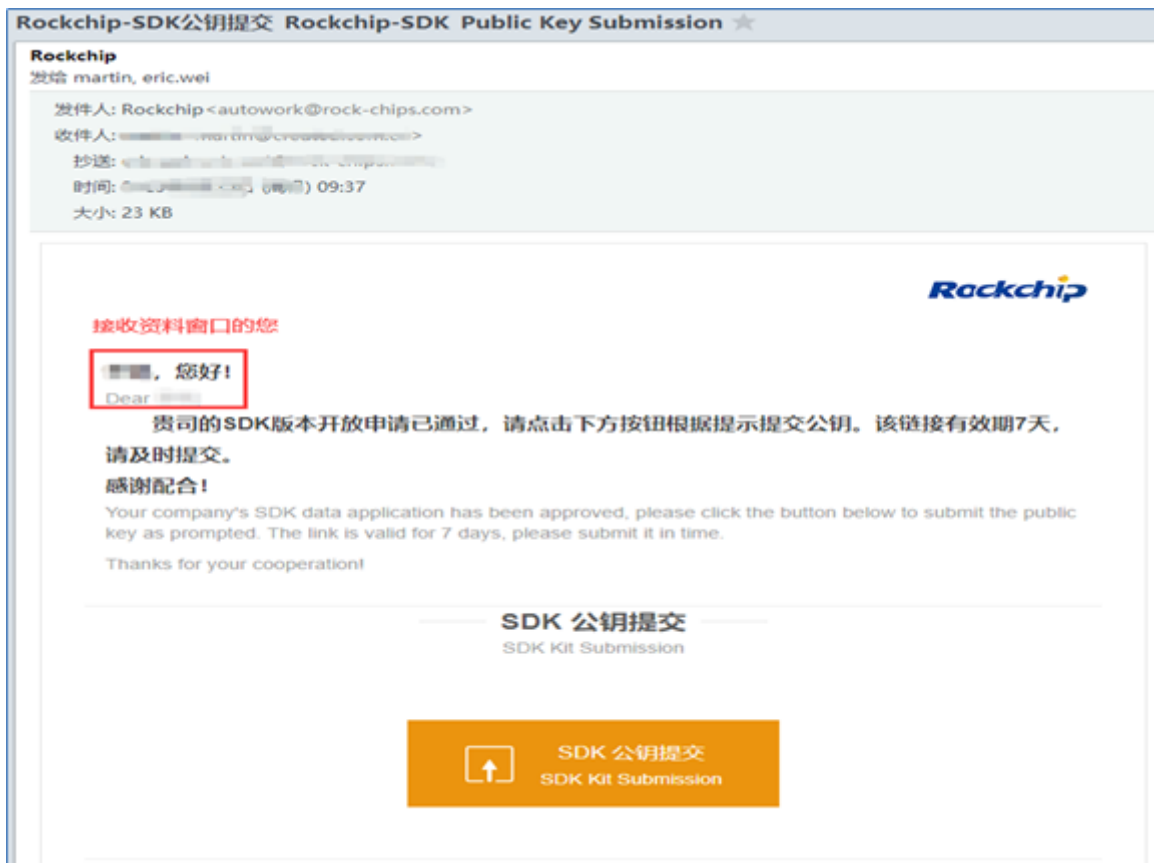 Rockchip-SDK公钥提交 Rockchip-SDK Public Key Submission
Rockchip
发给 martin, eric.wei
发件人: Rockchip<autowork@rock-chips.com>
收件人:
抄送:
时间: 09:37
大小: 23 KB
Rockchip
接收资料窗口的您
，您好!
Dear
贵司的SDK版本开放申请已通过，请点击下方按钮根据提示提交公钥。该链接有效期7天，
请及时提交。
感谢配合!
Your company's SDK data application has been approved, please click the button below to submit the public
key as prompted. The link is valid for 7 days, please submit it in time.
Thanks for your cooperation!
SDK 公钥提交
SDK Kit Submission
SDK 公钥提交
SDK Kit Submission